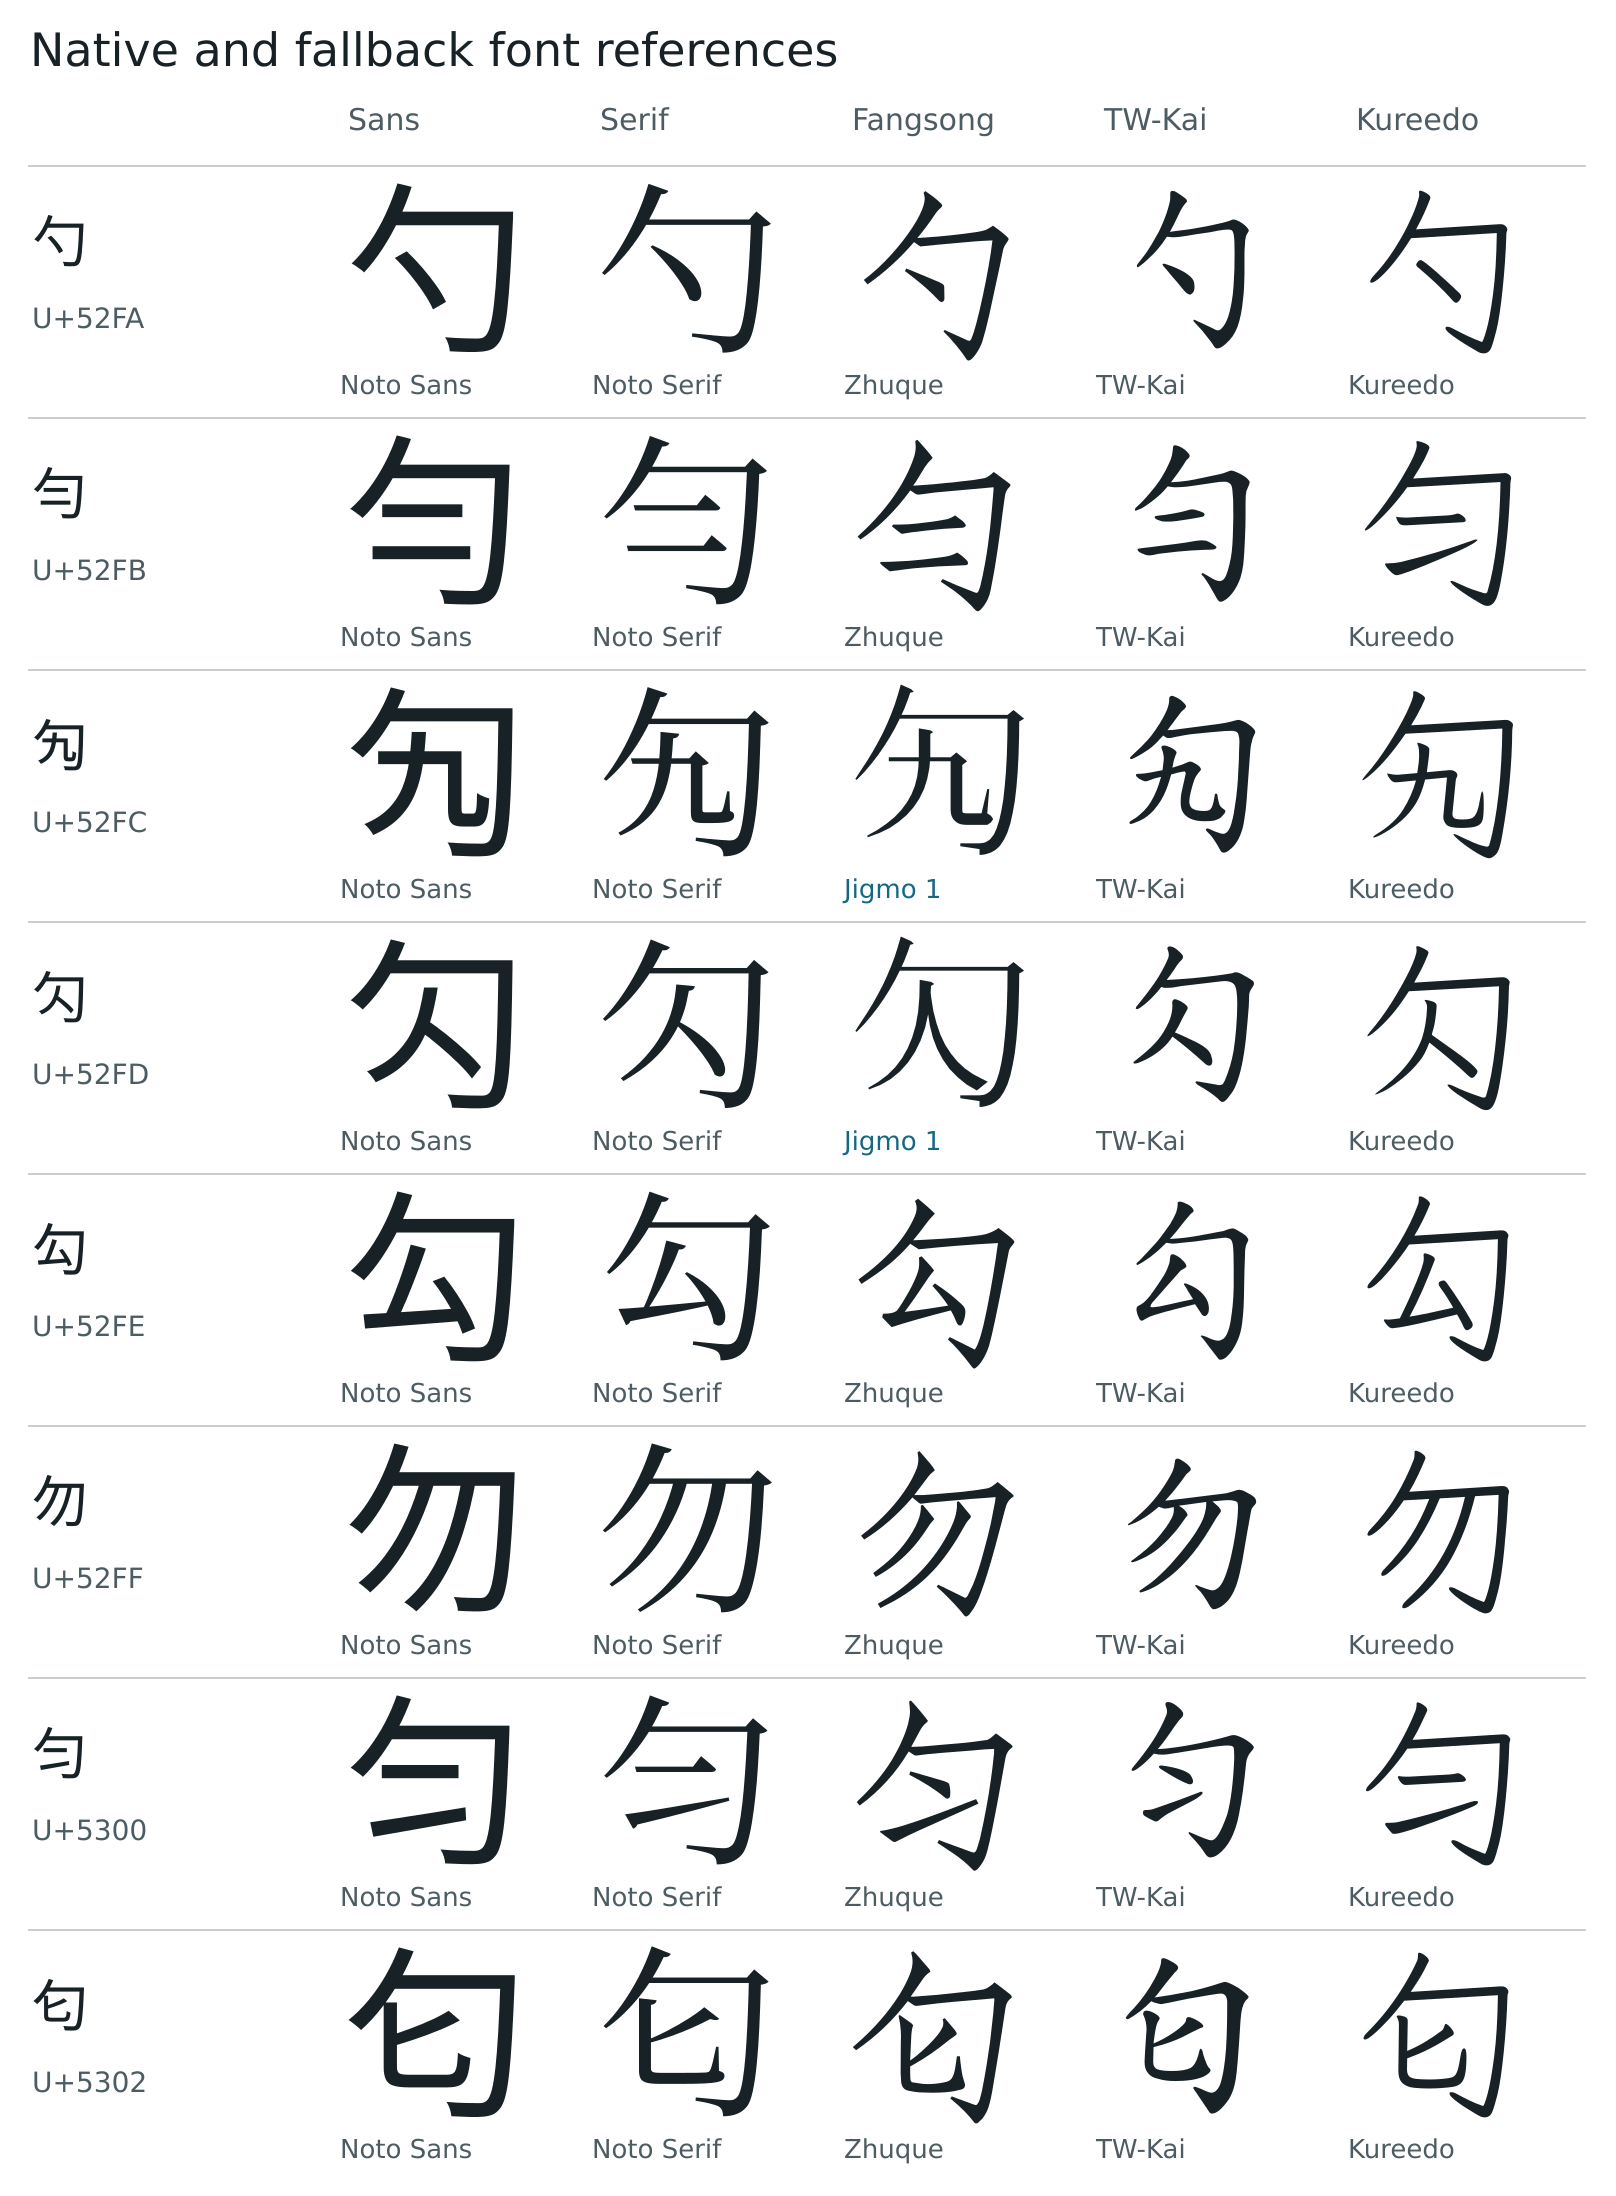 Native and fallback font references
Sans Serif Fangsong TW-Kai Kureedo
勺 勺 勺 勺 勺 勺
U+52FA
Noto Sans Noto Serif Zhuque TW-Kai Kureedo
勻 勻 勻 勻 勻 勻
U+52FB
Noto Sans Noto Serif Zhuque TW-Kai Kureedo
勼 勼 勼 勼 勼 勼
U+52FC
Noto Sans Noto Serif Jigmo 1 TW-Kai Kureedo
勽 勽 勽 勽 勽 勽
U+52FD
Noto Sans Noto Serif Jigmo 1 TW-Kai Kureedo
勾 勾 勾 勾 勾 勾
U+52FE
Noto Sans Noto Serif Zhuque TW-Kai Kureedo
勿 勿 勿 勿 勿 勿
U+52FF
Noto Sans Noto Serif Zhuque TW-Kai Kureedo
匀 匀 匀 匀 匀 匀
U+5300
Noto Sans Noto Serif Zhuque TW-Kai Kureedo
匂 匂 匂 匂 匂 匂
U+5302
Noto Sans Noto Serif Zhuque TW-Kai Kureedo